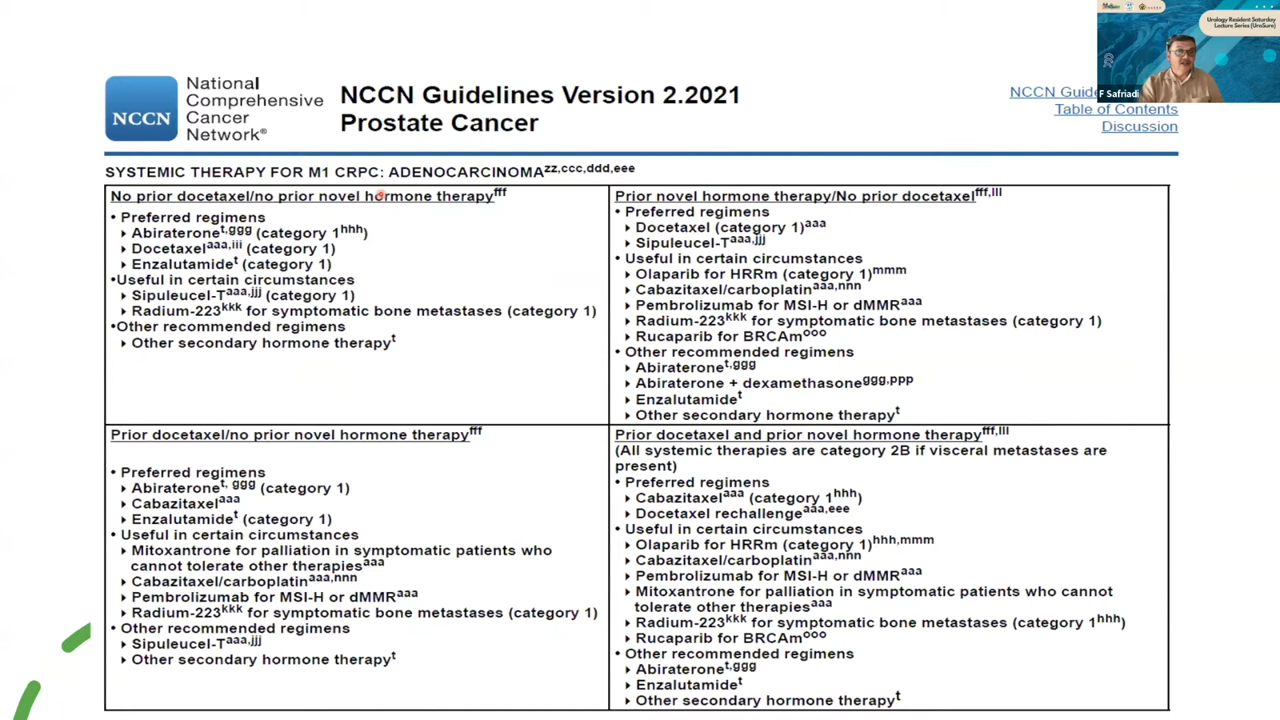 Urology Resident Saturday
Lecture Series (UroSure)
F Safriadi
NCCN
National
Comprehensive
Cancer
Network®
NCCN Guidelines Version 2.2021
Prostate Cancer
NCCN Guide
Table of Contents
Discussion
SYSTEMIC THERAPY FOR M1 CRPC: ADENOCARCINOMAzz,ccc,ddd,eee
No prior docetaxel/no prior novel hormone therapyfff
• Preferred regimens
‣ Abirateronet,ggg (category 1hhh)
‣ Docetaxelaaa,iii (category 1)
‣ Enzalutamidet (category 1)
•Useful in certain circumstances
‣ Sipuleucel-Taaa,jjj (category 1)
‣ Radium-223kkk for symptomatic bone metastases (category 1)
•Other recommended regimens
‣ Other secondary hormone therapyt
Prior novel hormone therapy/No prior docetaxelfff,lll
• Preferred regimens
‣ Docetaxel (category 1)aaa
‣ Sipuleucel-Taaa,jjj
• Useful in certain circumstances
‣ Olaparib for HRRm (category 1)mmm
‣ Cabazitaxel/carboplatinaaa,nnn
‣ Pembrolizumab for MSI-H or dMMRaaa
‣ Radium-223kkk for symptomatic bone metastases (category 1)
‣ Rucaparib for BRCAmooo
• Other recommended regimens
‣ Abirateronet,ggg
‣ Abiraterone + dexamethasoneggg,ppp
‣ Enzalutamidet
‣ Other secondary hormone therapyt
Prior docetaxel/no prior novel hormone therapyfff
• Preferred regimens
‣ Abirateronet, ggg (category 1)
‣ Cabazitaxelaaa
‣ Enzalutamidet (category 1)
• Useful in certain circumstances
‣ Mitoxantrone for palliation in symptomatic patients who
cannot tolerate other therapiesaaa
‣ Cabazitaxel/carboplatinaaa,nnn
‣ Pembrolizumab for MSI-H or dMMRaaa
‣ Radium-223kkk for symptomatic bone metastases (category 1)
• Other recommended regimens
‣ Sipuleucel-Taaa,jjj
‣ Other secondary hormone therapyt
Prior docetaxel and prior novel hormone therapyfff,lll
(All systemic therapies are category 2B if visceral metastases are
present)
• Preferred regimens
‣ Cabazitaxelaaa (category 1hhh)
‣ Docetaxel rechallengeaaa,eee
• Useful in certain circumstances
‣ Olaparib for HRRm (category 1)hhh,mmm
‣ Cabazitaxel/carboplatinaaa,nnn
‣ Pembrolizumab for MSI-H or dMMRaaa
‣ Mitoxantrone for palliation in symptomatic patients who cannot
tolerate other therapiesaaa
‣ Radium-223kkk for symptomatic bone metastases (category 1hhh)
‣ Rucaparib for BRCAmooo
• Other recommended regimens
‣ Abirateronet,ggg
‣ Enzalutamidet
‣ Other secondary hormone therapyt